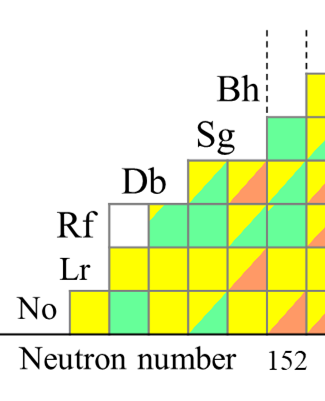 Bh
Sg
Db
Rf
Lr
No
Neutron number 152